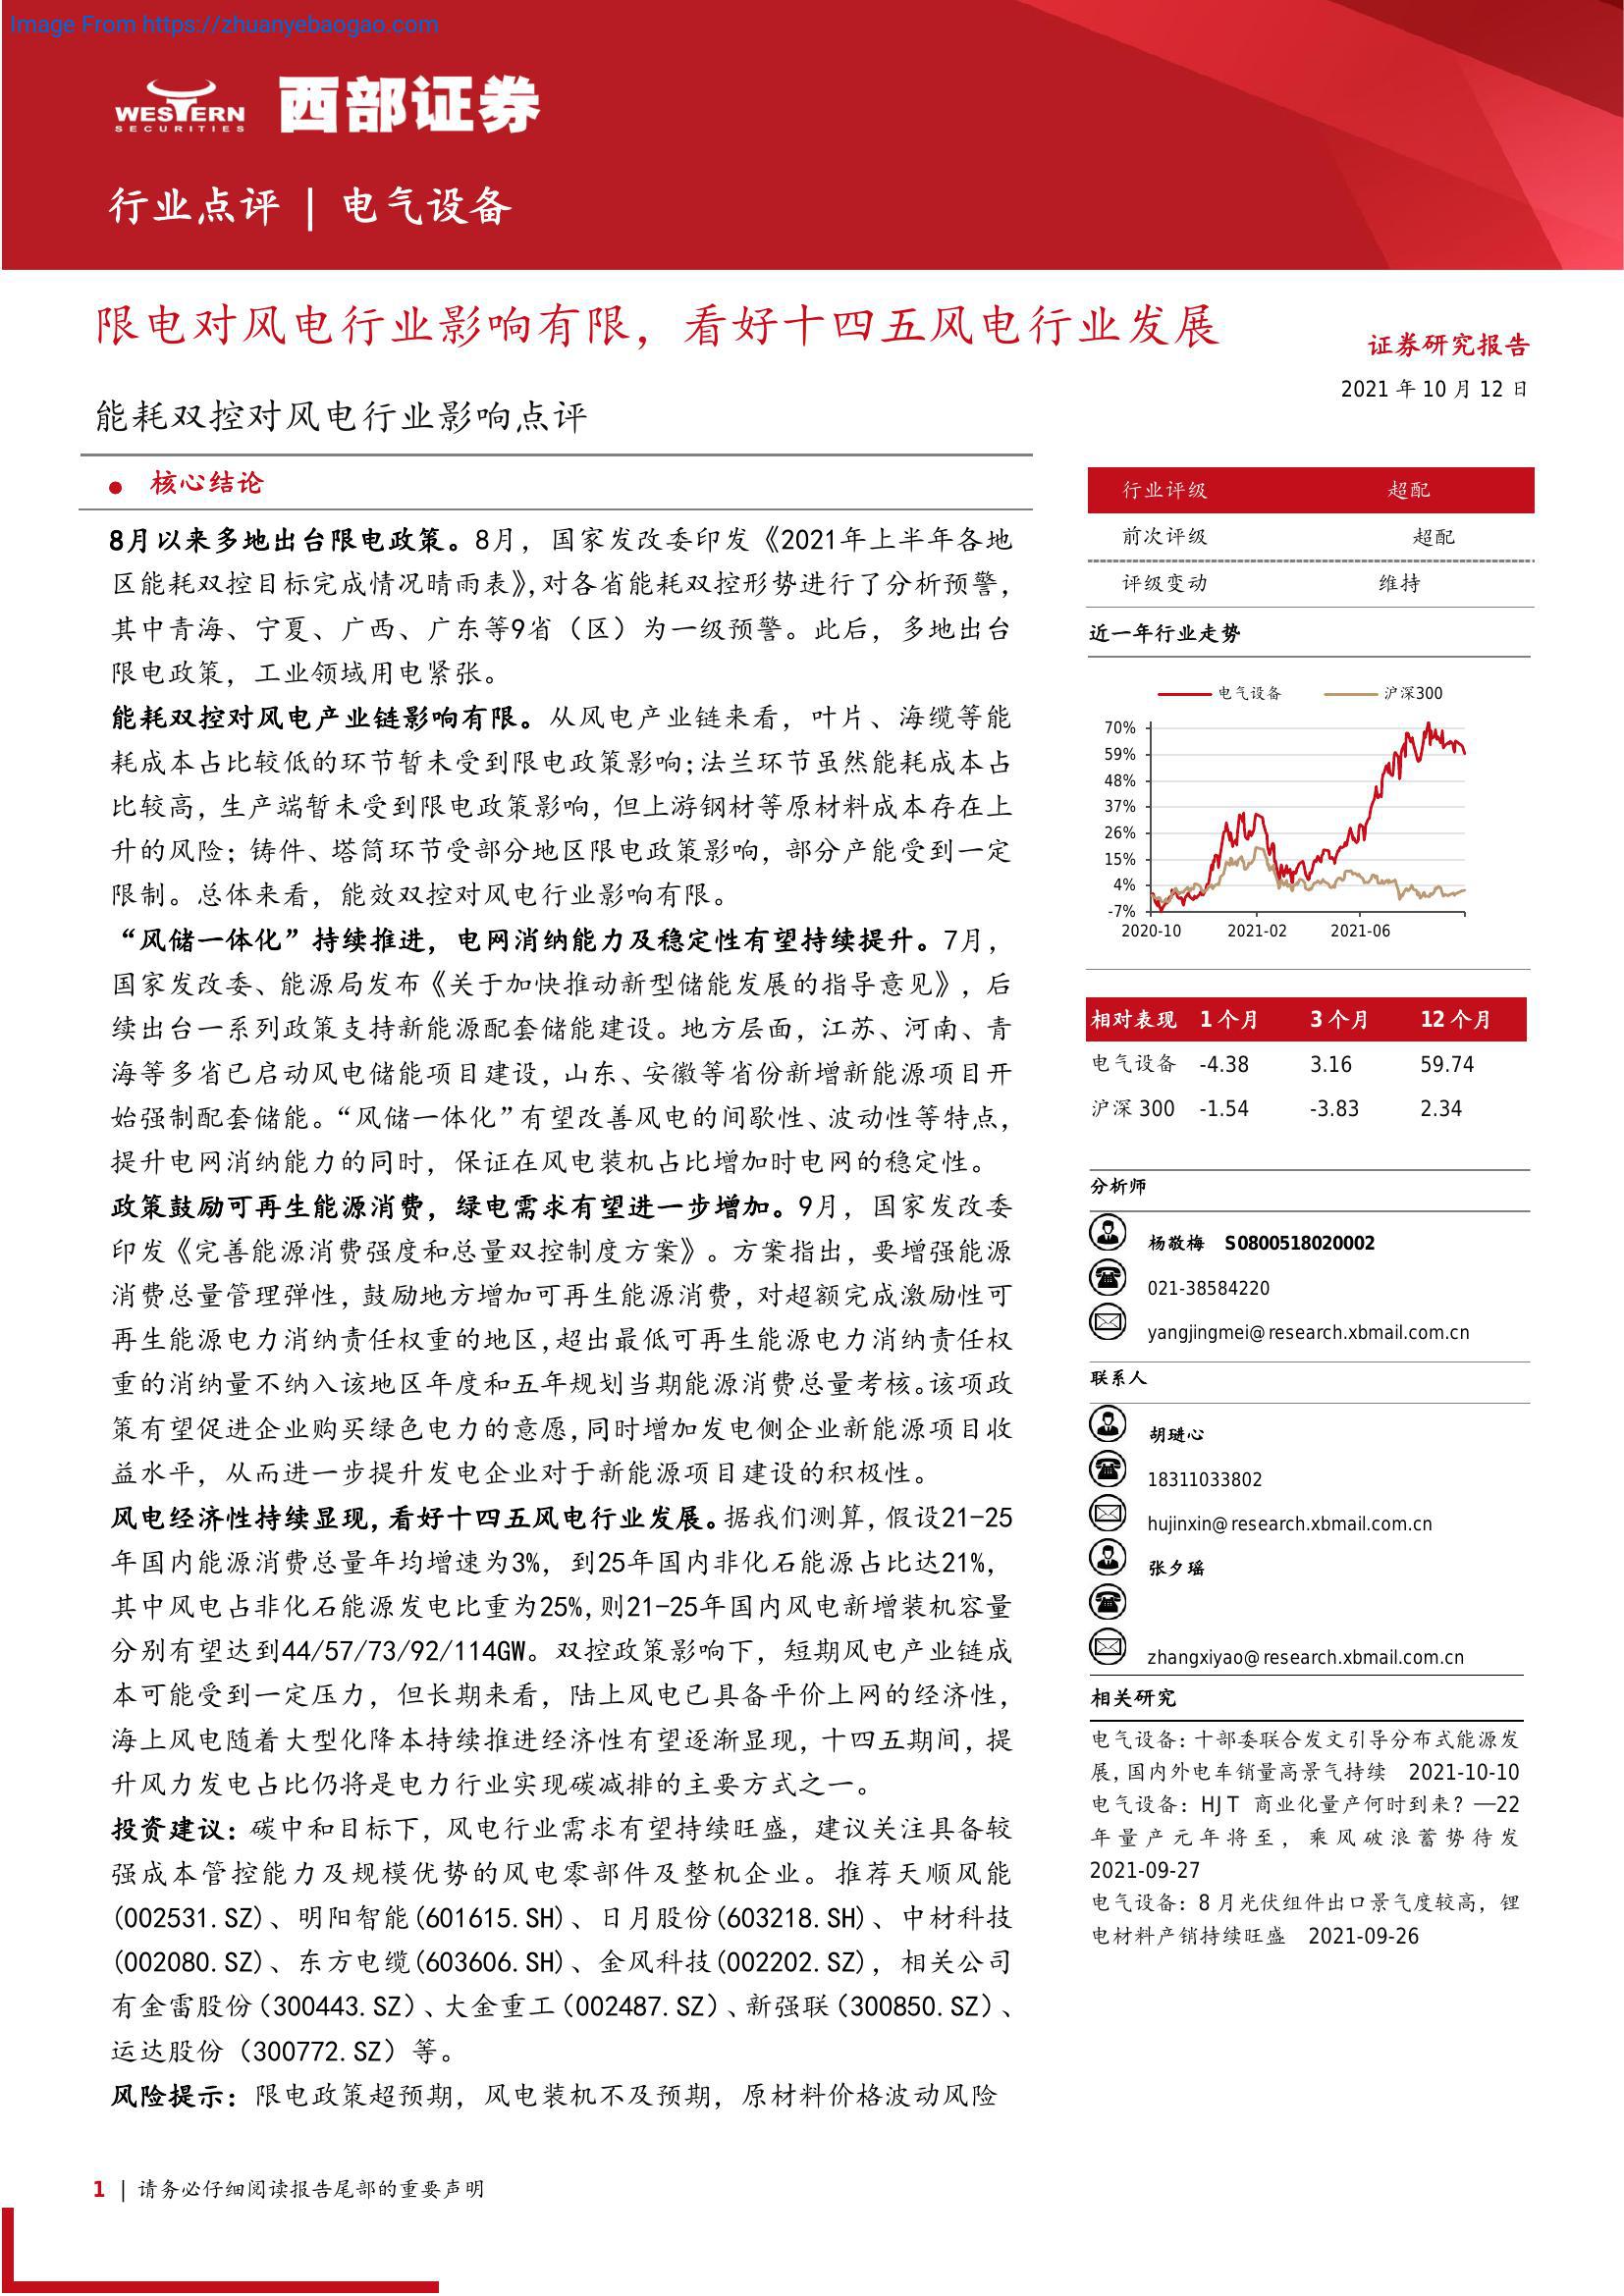 Image From https://zhuanyebaogao.com
WESTERN
SECURITIES
西部证券
行业点评 | 电气设备
限电对风电行业影响有限，看好十四五风电行业发展
证券研究报告
2021 年 10 月 12 日
能耗双控对风电行业影响点评
● 核心结论
8月以来多地出台限电政策。8月，国家发改委印发《2021年上半年各地
区能耗双控目标完成情况晴雨表》，对各省能耗双控形势进行了分析预警，
其中青海、宁夏、广西、广东等9省（区）为一级预警。此后，多地出台
限电政策，工业领域用电紧张。
能耗双控对风电产业链影响有限。从风电产业链来看，叶片、海缆等能
耗成本占比较低的环节暂未受到限电政策影响；法兰环节虽然能耗成本占
比较高，生产端暂未受到限电政策影响，但上游钢材等原材料成本存在上
升的风险；铸件、塔筒环节受部分地区限电政策影响，部分产能受到一定
限制。总体来看，能效双控对风电行业影响有限。
“风储一体化”持续推进，电网消纳能力及稳定性有望持续提升。7月，
国家发改委、能源局发布《关于加快推动新型储能发展的指导意见》，后
续出台一系列政策支持新能源配套储能建设。地方层面，江苏、河南、青
海等多省已启动风电储能项目建设，山东、安徽等省份新增新能源项目开
始强制配套储能。“风储一体化”有望改善风电的间歇性、波动性等特点，
提升电网消纳能力的同时，保证在风电装机占比增加时电网的稳定性。
政策鼓励可再生能源消费，绿电需求有望进一步增加。9月，国家发改委
印发《完善能源消费强度和总量双控制度方案》。方案指出，要增强能源
消费总量管理弹性，鼓励地方增加可再生能源消费，对超额完成激励性可
再生能源电力消纳责任权重的地区，超出最低可再生能源电力消纳责任权
重的消纳量不纳入该地区年度和五年规划当期能源消费总量考核。该项政
策有望促进企业购买绿色电力的意愿，同时增加发电侧企业新能源项目收
益水平，从而进一步提升发电企业对于新能源项目建设的积极性。
风电经济性持续显现，看好十四五风电行业发展。据我们测算，假设21-25
年国内能源消费总量年均增速为3%，到25年国内非化石能源占比达21%，
其中风电占非化石能源发电比重为25%，则21-25年国内风电新增装机容量
分别有望达到44/57/73/92/114GW。双控政策影响下，短期风电产业链成
本可能受到一定压力，但长期来看，陆上风电已具备平价上网的经济性，
海上风电随着大型化降本持续推进经济性有望逐渐显现，十四五期间，提
升风力发电占比仍将是电力行业实现碳减排的主要方式之一。
投资建议：碳中和目标下，风电行业需求有望持续旺盛，建议关注具备较
强成本管控能力及规模优势的风电零部件及整机企业。推荐天顺风能
(002531.SZ)、明阳智能(601615.SH)、日月股份(603218.SH)、中材科技
(002080.SZ)、东方电缆(603606.SH)、金风科技(002202.SZ)，相关公司
有金雷股份（300443.SZ）、大金重工（002487.SZ）、新强联（300850.SZ）、
运达股份（300772.SZ）等。
风险提示：限电政策超预期，风电装机不及预期，原材料价格波动风险
行业评级 超配
前次评级 超配
评级变动 维持
近一年行业走势
电气设备 沪深300
70%
59%
48%
37%
26%
15%
4%
-7%
2020-10 2021-02 2021-06
相对表现 1 个月 3 个月 12 个月
电气设备 -4.38 3.16 59.74
沪深 300 -1.54 -3.83 2.34
分析师
杨敬梅 S0800518020002
021-38584220
yangjingmei@research.xbmail.com.cn
联系人
胡琎心
18311033802
hujinxin@research.xbmail.com.cn
张夕瑶
zhangxiyao@research.xbmail.com.cn
相关研究
电气设备：十部委联合发文引导分布式能源发
展，国内外电车销量高景气持续 2021-10-10
电气设备：HJT 商业化量产何时到来？—22
年量产元年将至，乘风破浪蓄势待发
2021-09-27
电气设备：8 月光伏组件出口景气度较高，锂
电材料产销持续旺盛 2021-09-26
1 | 请务必仔细阅读报告尾部的重要声明